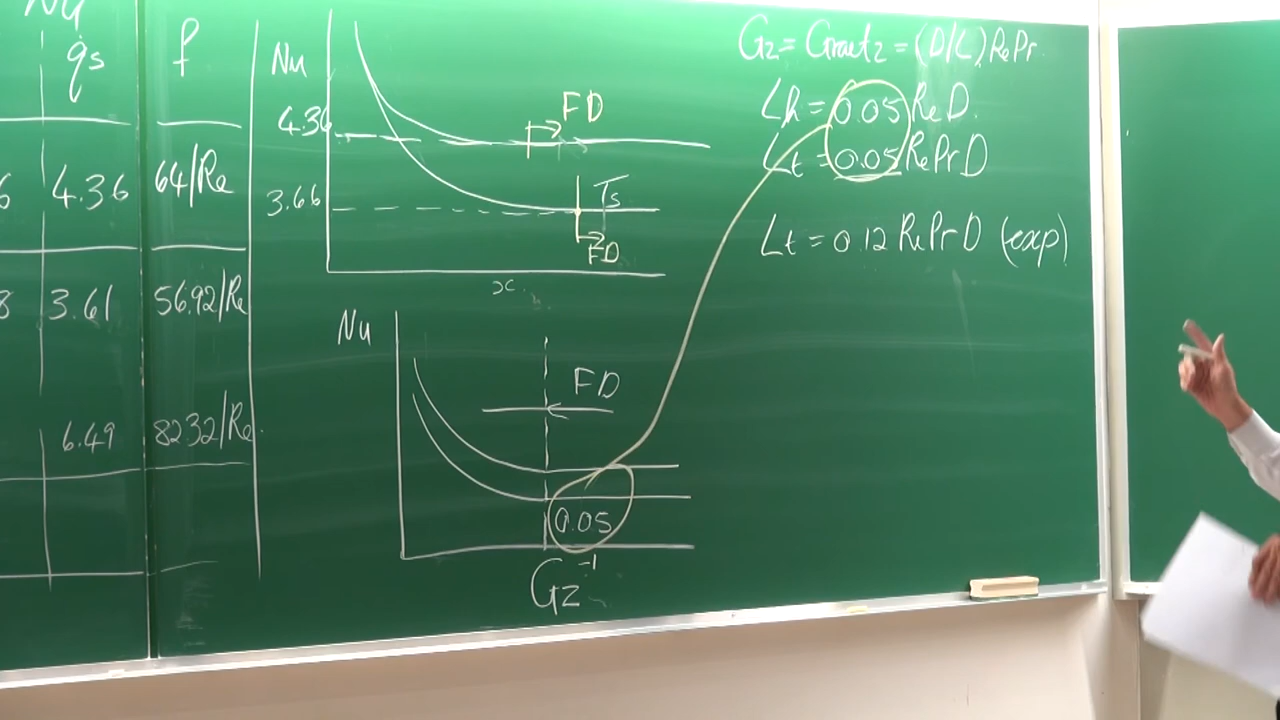 Nu
q̇s
f
6
4.36
64/Re
8
3.61
56.92/Re
6.49
82.32/Re
Nu
4.36
FD
3.66
Ts
FD
x
Nu
FD
0.05
Gz⁻¹
Gz = Graetz = (D/L) Re Pr
Lh = 0.05 Re D
Lt = 0.05 Re Pr D
Lt = 0.12 Re Pr D (exp)